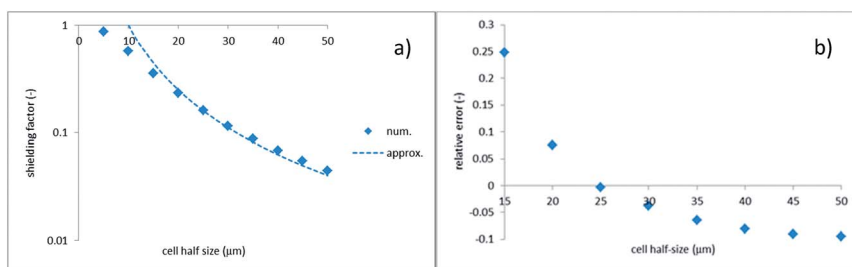 a)
1
0 10 20 30 40 50
0.1
0.01
shielding factor (-)
cell half size (µm)
num.
approx.
b)
0.3
0.25
0.2
0.15
0.1
0.05
0
-0.05
-0.1
15 20 25 30 35 40 45 50
relative error (-)
cell half-size (µm)